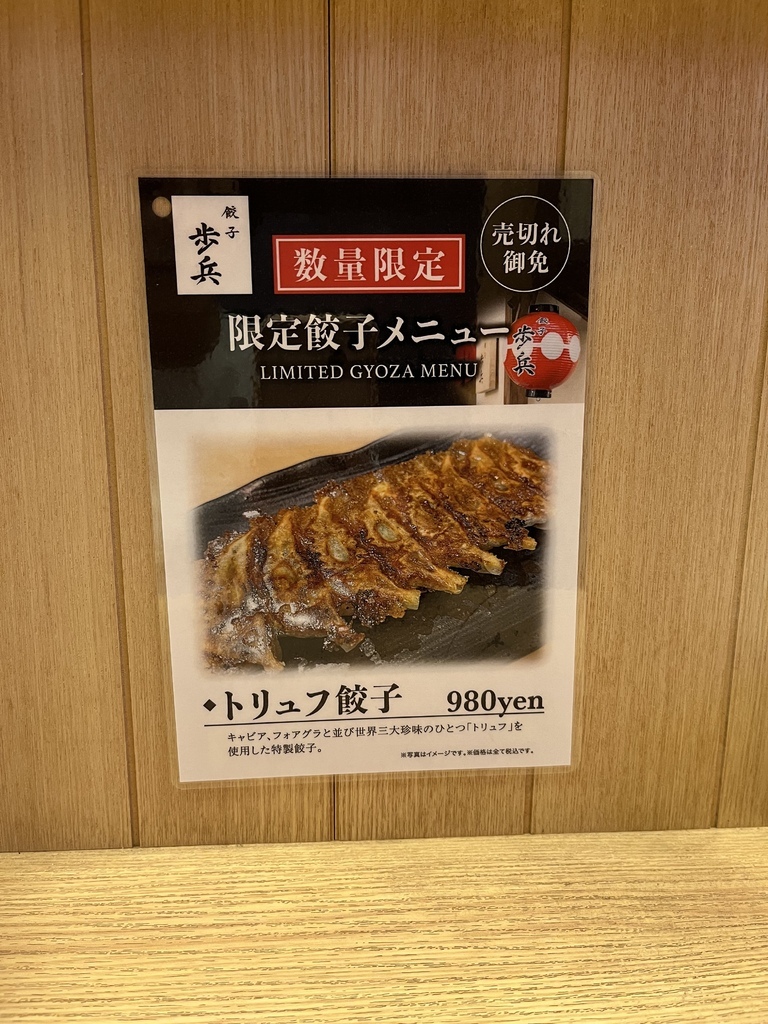 餃子
歩兵
数量限定
売切れ
御免
限定餃子メニュー
LIMITED GYOZA MENU
餃子
歩兵
◆トリュフ餃子 980yen
キャビア、フォアグラと並び世界三大珍味のひとつ「トリュフ」を
使用した特製餃子。
※写真はイメージです。※価格は全て税込です。